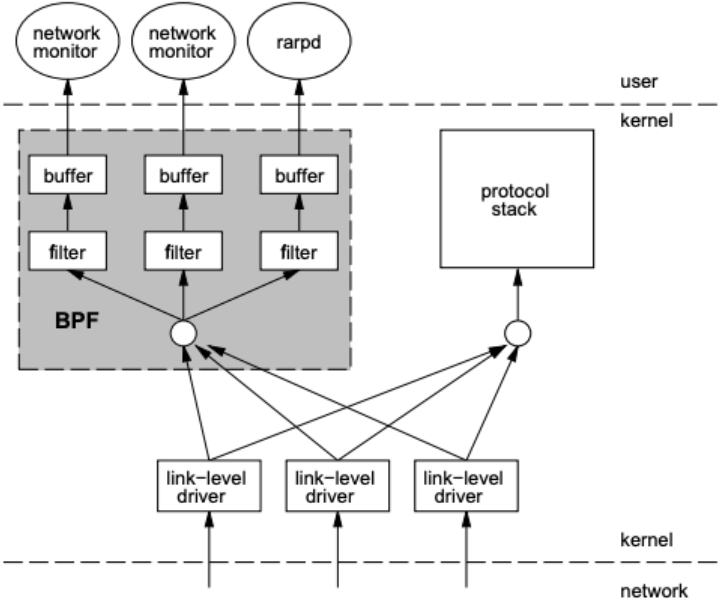 network
monitor
network
monitor
rarpd
user
kernel
buffer
buffer
buffer
protocol
stack
filter
filter
filter
BPF
link-level
driver
link-level
driver
link-level
driver
kernel
network